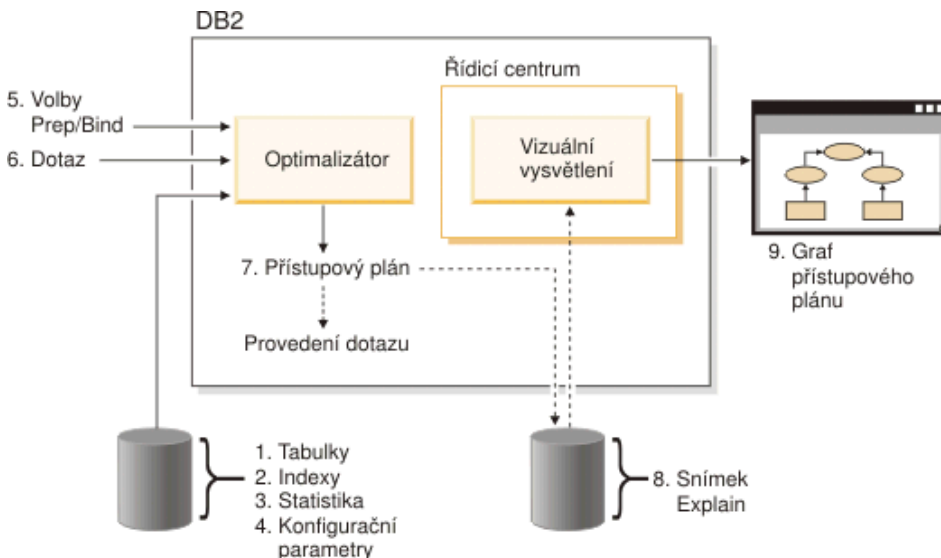 DB2
Řídicí centrum
5. Volby
Prep/Bind
6. Dotaz
Optimalizátor
Vizuální
vysvětlení
7. Přístupový plán
Provedení dotazu
9. Graf
přístupového
plánu
1. Tabulky
2. Indexy
3. Statistika
4. Konfigurační
parametry
8. Snímek
Explain